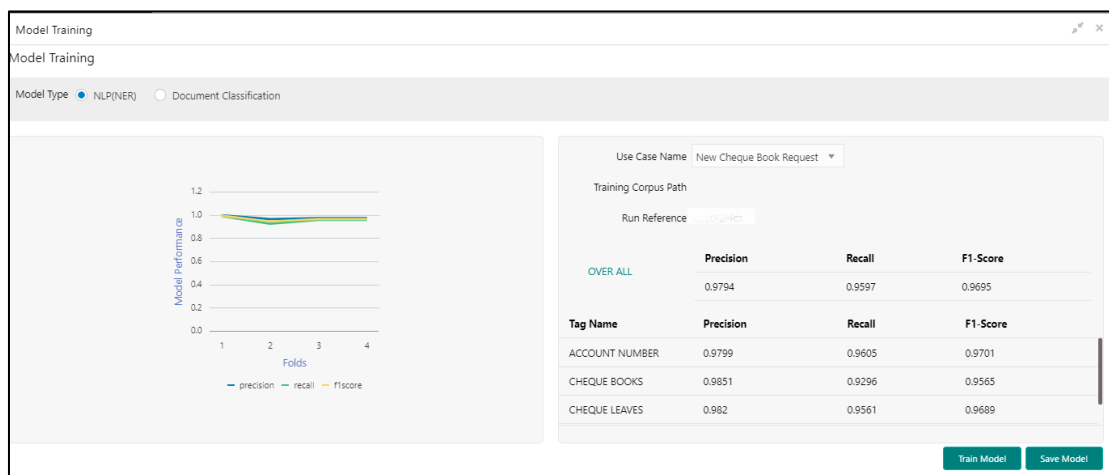 Model Training
Model Training
Model Type NLP(NER) Document Classification
1.2
1.0
0.8
0.6
0.4
0.2
0.0
Model Performance
1 2 3 4
Folds
precision recall f1score
Use Case Name New Cheque Book Request
Training Corpus Path
Run Reference
OVER ALL
Precision Recall F1-Score
0.9794 0.9597 0.9695
Tag Name Precision Recall F1-Score
ACCOUNT NUMBER 0.9799 0.9605 0.9701
CHEQUE BOOKS 0.9851 0.9296 0.9565
CHEQUE LEAVES 0.982 0.9561 0.9689
Train Model Save Model